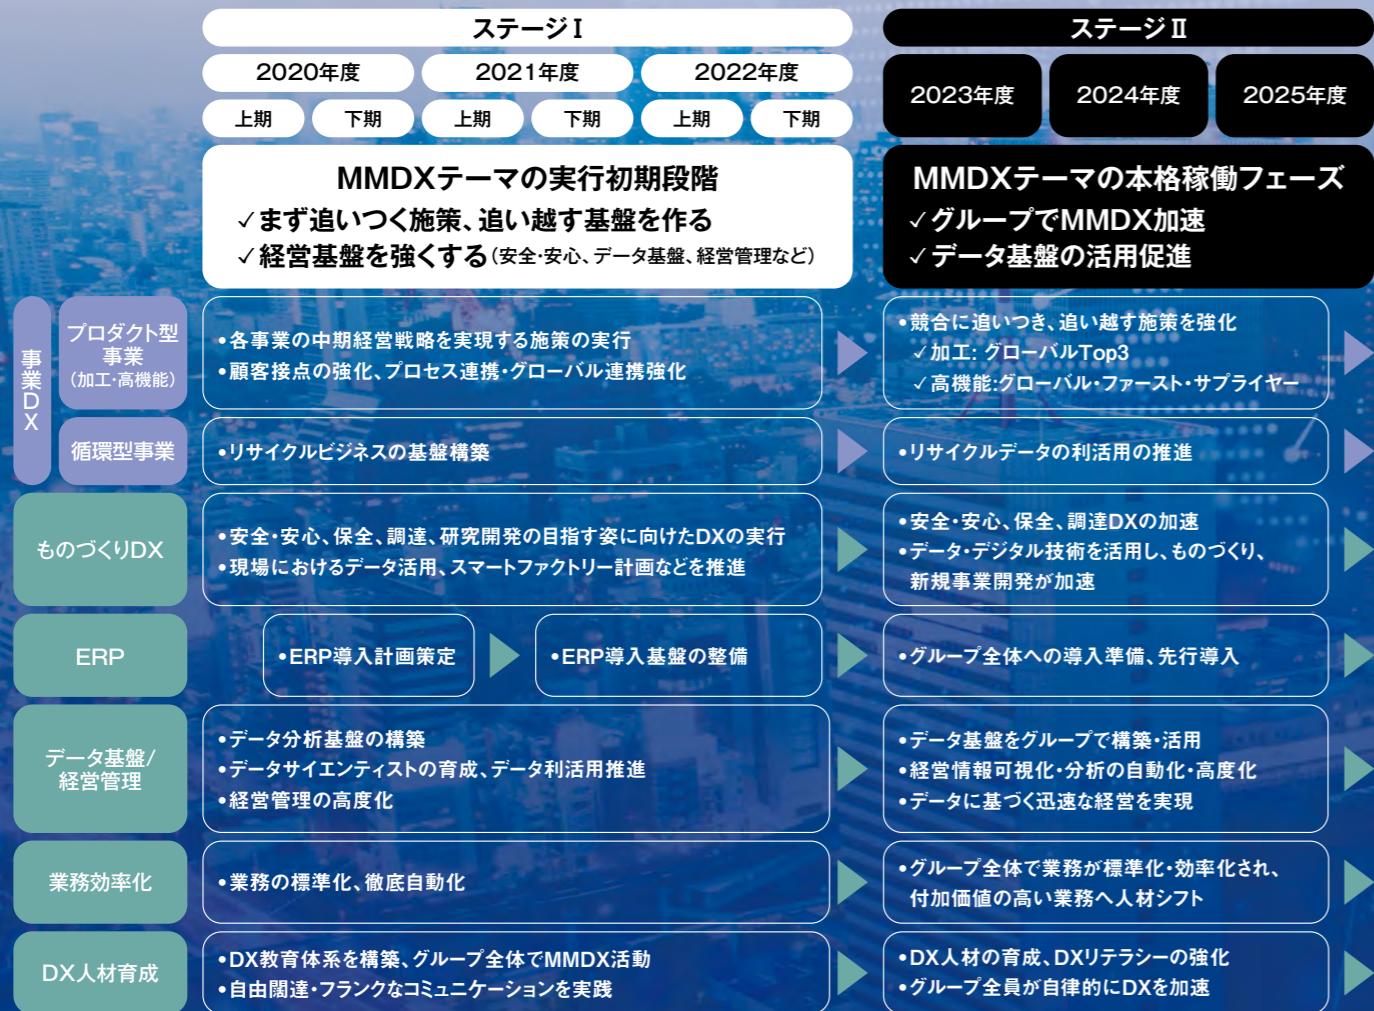 ステージⅠ
ステージⅡ
2020年度
2021年度
2022年度
2023年度
2024年度
2025年度
上期
下期
上期
下期
上期
下期
MMDXテーマの実行初期段階
✓まず追いつく施策、追い越す基盤を作る
✓経営基盤を強くする(安全・安心、データ基盤、経営管理など)
MMDXテーマの本格稼働フェーズ
✓グループでMMDX加速
✓データ基盤の活用促進
事業DX
プロダクト型
事業
(加工・高機能)
•各事業の中期経営戦略を実現する施策の実行
•顧客接点の強化、プロセス連携・グローバル連携強化
•競合に追いつき、追い越す施策を強化
✓加工: グローバルTop3
✓高機能:グローバル・ファースト・サプライヤー
循環型事業
•リサイクルビジネスの基盤構築
•リサイクルデータの利活用の推進
ものづくりDX
•安全・安心、保全、調達、研究開発の目指す姿に向けたDXの実行
•現場におけるデータ活用、スマートファクトリー計画などを推進
•安全・安心、保全、調達DXの加速
•データ・デジタル技術を活用し、ものづくり、
新規事業開発が加速
ERP
•ERP導入計画策定
•ERP導入基盤の整備
•グループ全体への導入準備、先行導入
データ基盤/
経営管理
•データ分析基盤の構築
•データサイエンティストの育成、データ利活用推進
•経営管理の高度化
•データ基盤をグループで構築・活用
•経営情報可視化・分析の自動化・高度化
•データに基づく迅速な経営を実現
業務効率化
•業務の標準化、徹底自動化
•グループ全体で業務が標準化・効率化され、
付加価値の高い業務へ人材シフト
DX人材育成
•DX教育体系を構築、グループ全体でMMDX活動
•自由闊達・フランクなコミュニケーションを実践
•DX人材の育成、DXリテラシーの強化
•グループ全員が自律的にDXを加速